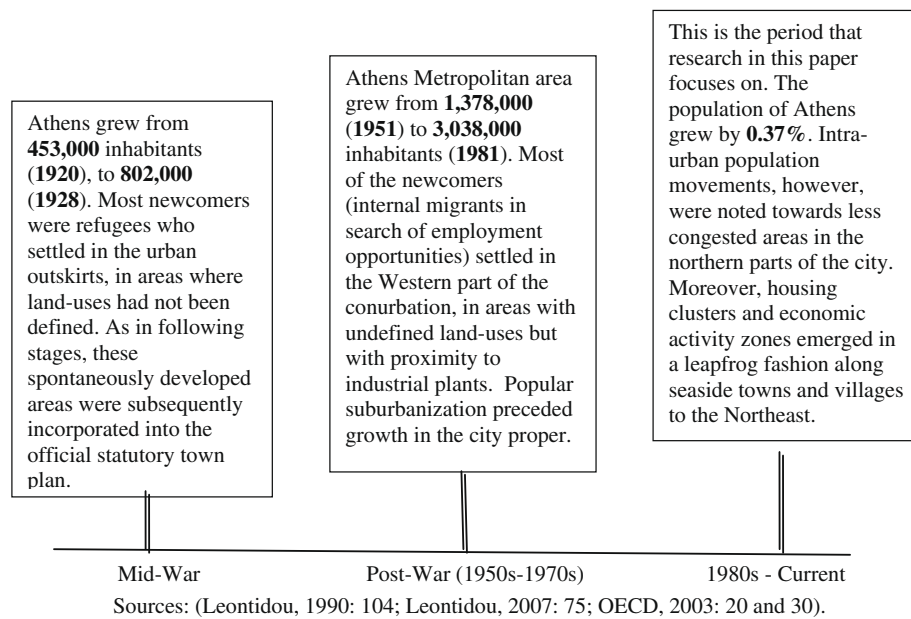 Athens grew from
453,000 inhabitants
(1920), to 802,000
(1928). Most newcomers
were refugees who
settled in the urban
outskirts, in areas where
land-uses had not been
defined. As in following
stages, these
spontaneously developed
areas were subsequently
incorporated into the
official statutory town
plan.
Athens Metropolitan area
grew from 1,378,000
(1951) to 3,038,000
inhabitants (1981). Most
of the newcomers
(internal migrants in
search of employment
opportunities) settled in
the Western part of the
conurbation, in areas with
undefined land-uses but
with proximity to
industrial plants. Popular
suburbanization preceded
growth in the city proper.
This is the period that
research in this paper
focuses on. The
population of Athens
grew by 0.37%. Intra-
urban population
movements, however,
were noted towards less
congested areas in the
northern parts of the city.
Moreover, housing
clusters and economic
activity zones emerged in
a leapfrog fashion along
seaside towns and villages
to the Northeast.
Mid-War
Post-War (1950s-1970s)
1980s - Current
Sources: (Leontidou, 1990: 104; Leontidou, 2007: 75; OECD, 2003: 20 and 30).